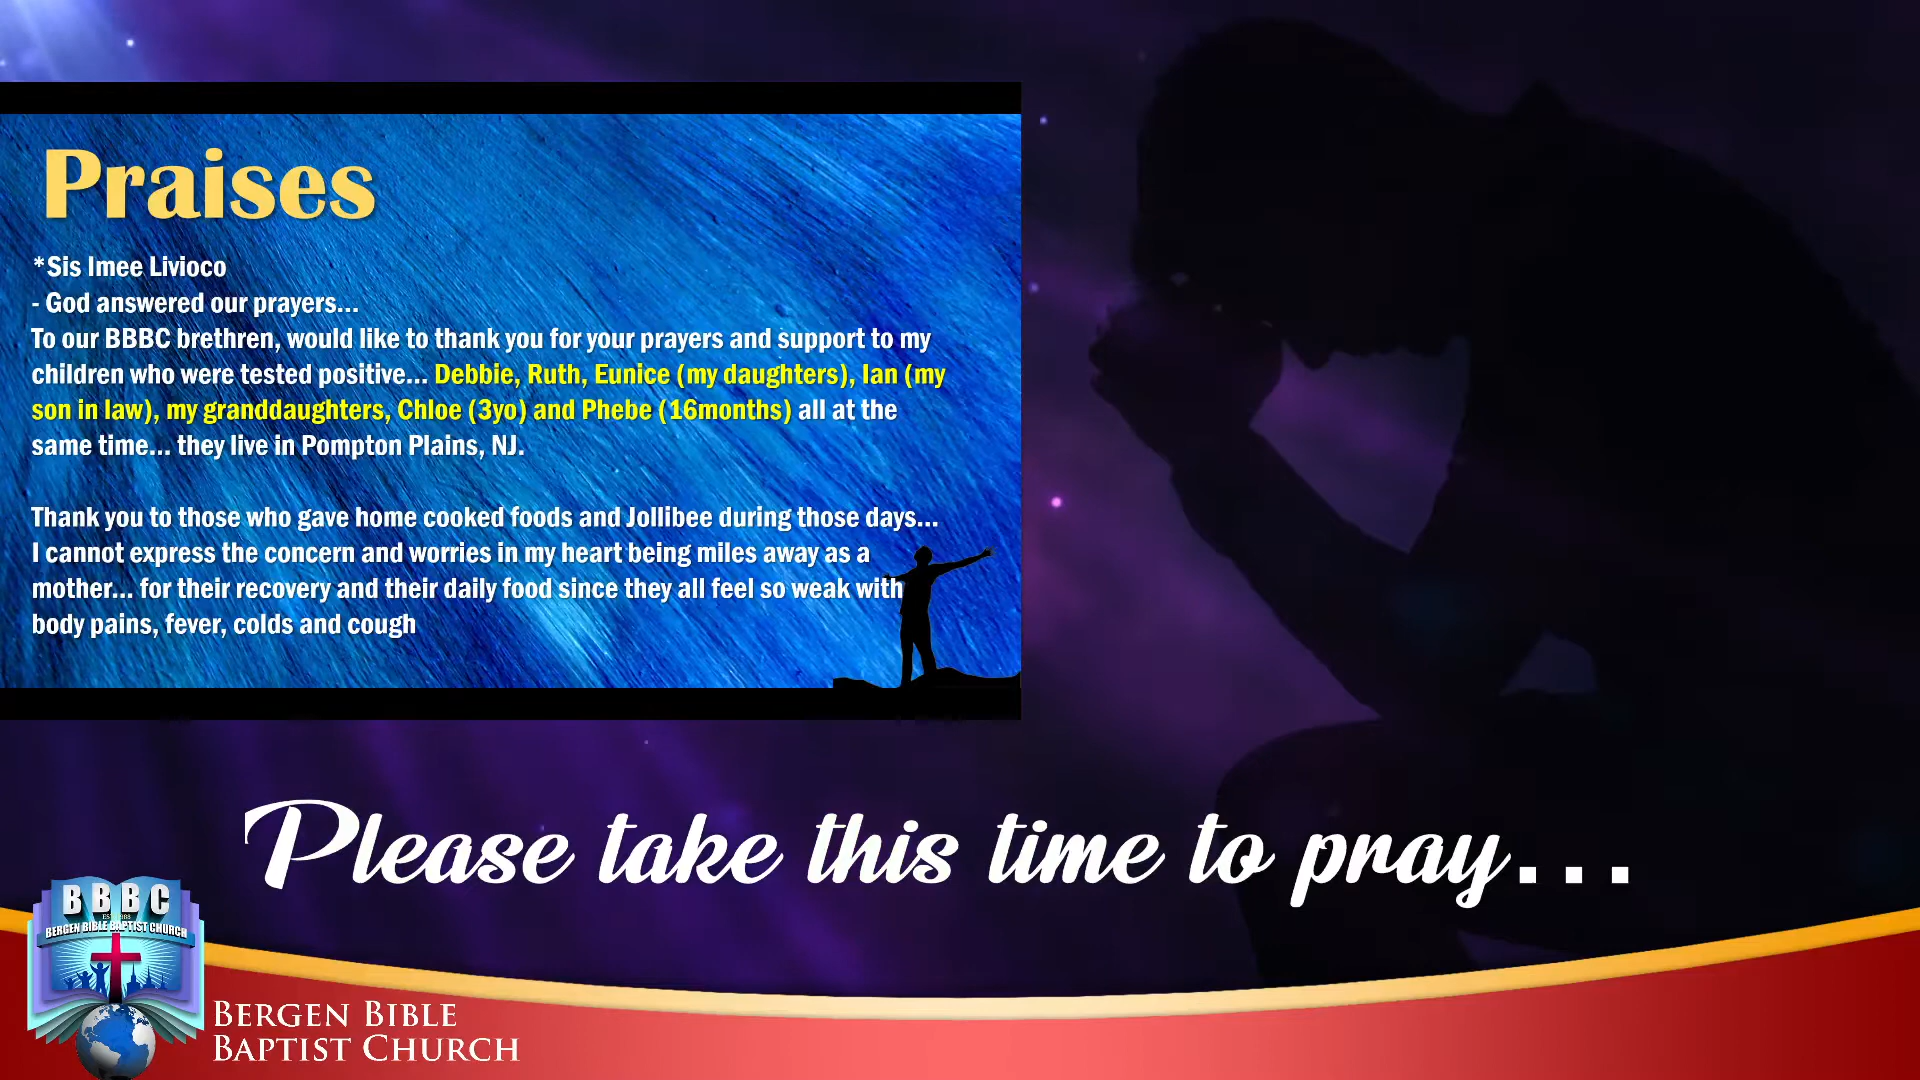 Praises
*Sis Imee Livioco
- God answered our prayers...
To our BBBC brethren, would like to thank you for your prayers and support to my
children who were tested positive... Debbie, Ruth, Eunice (my daughters), Ian (my
son in law), my granddaughters, Chloe (3yo) and Phebe (16months) all at the
same time... they live in Pompton Plains, NJ.
Thank you to those who gave home cooked foods and Jollibee during those days...
I cannot express the concern and worries in my heart being miles away as a
mother... for their recovery and their daily food since they all feel so weak with
body pains, fever, colds and cough
Please take this time to pray...
BBBC
BERGEN BIBLE BAPTIST CHURCH
BERGEN BIBLE
BAPTIST CHURCH